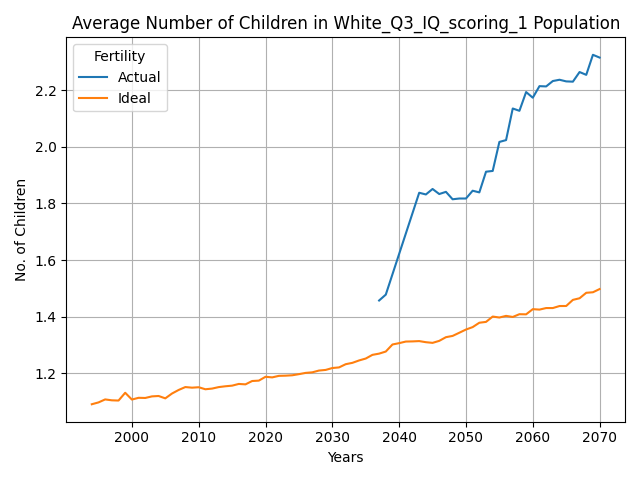 Average Number of Children in White_Q3_IQ_scoring_1 Population
Fertility
Actual
Ideal
No. of Children
2.2
2.0
1.8
1.6
1.4
1.2
2000 2010 2020 2030 2040 2050 2060 2070
Years